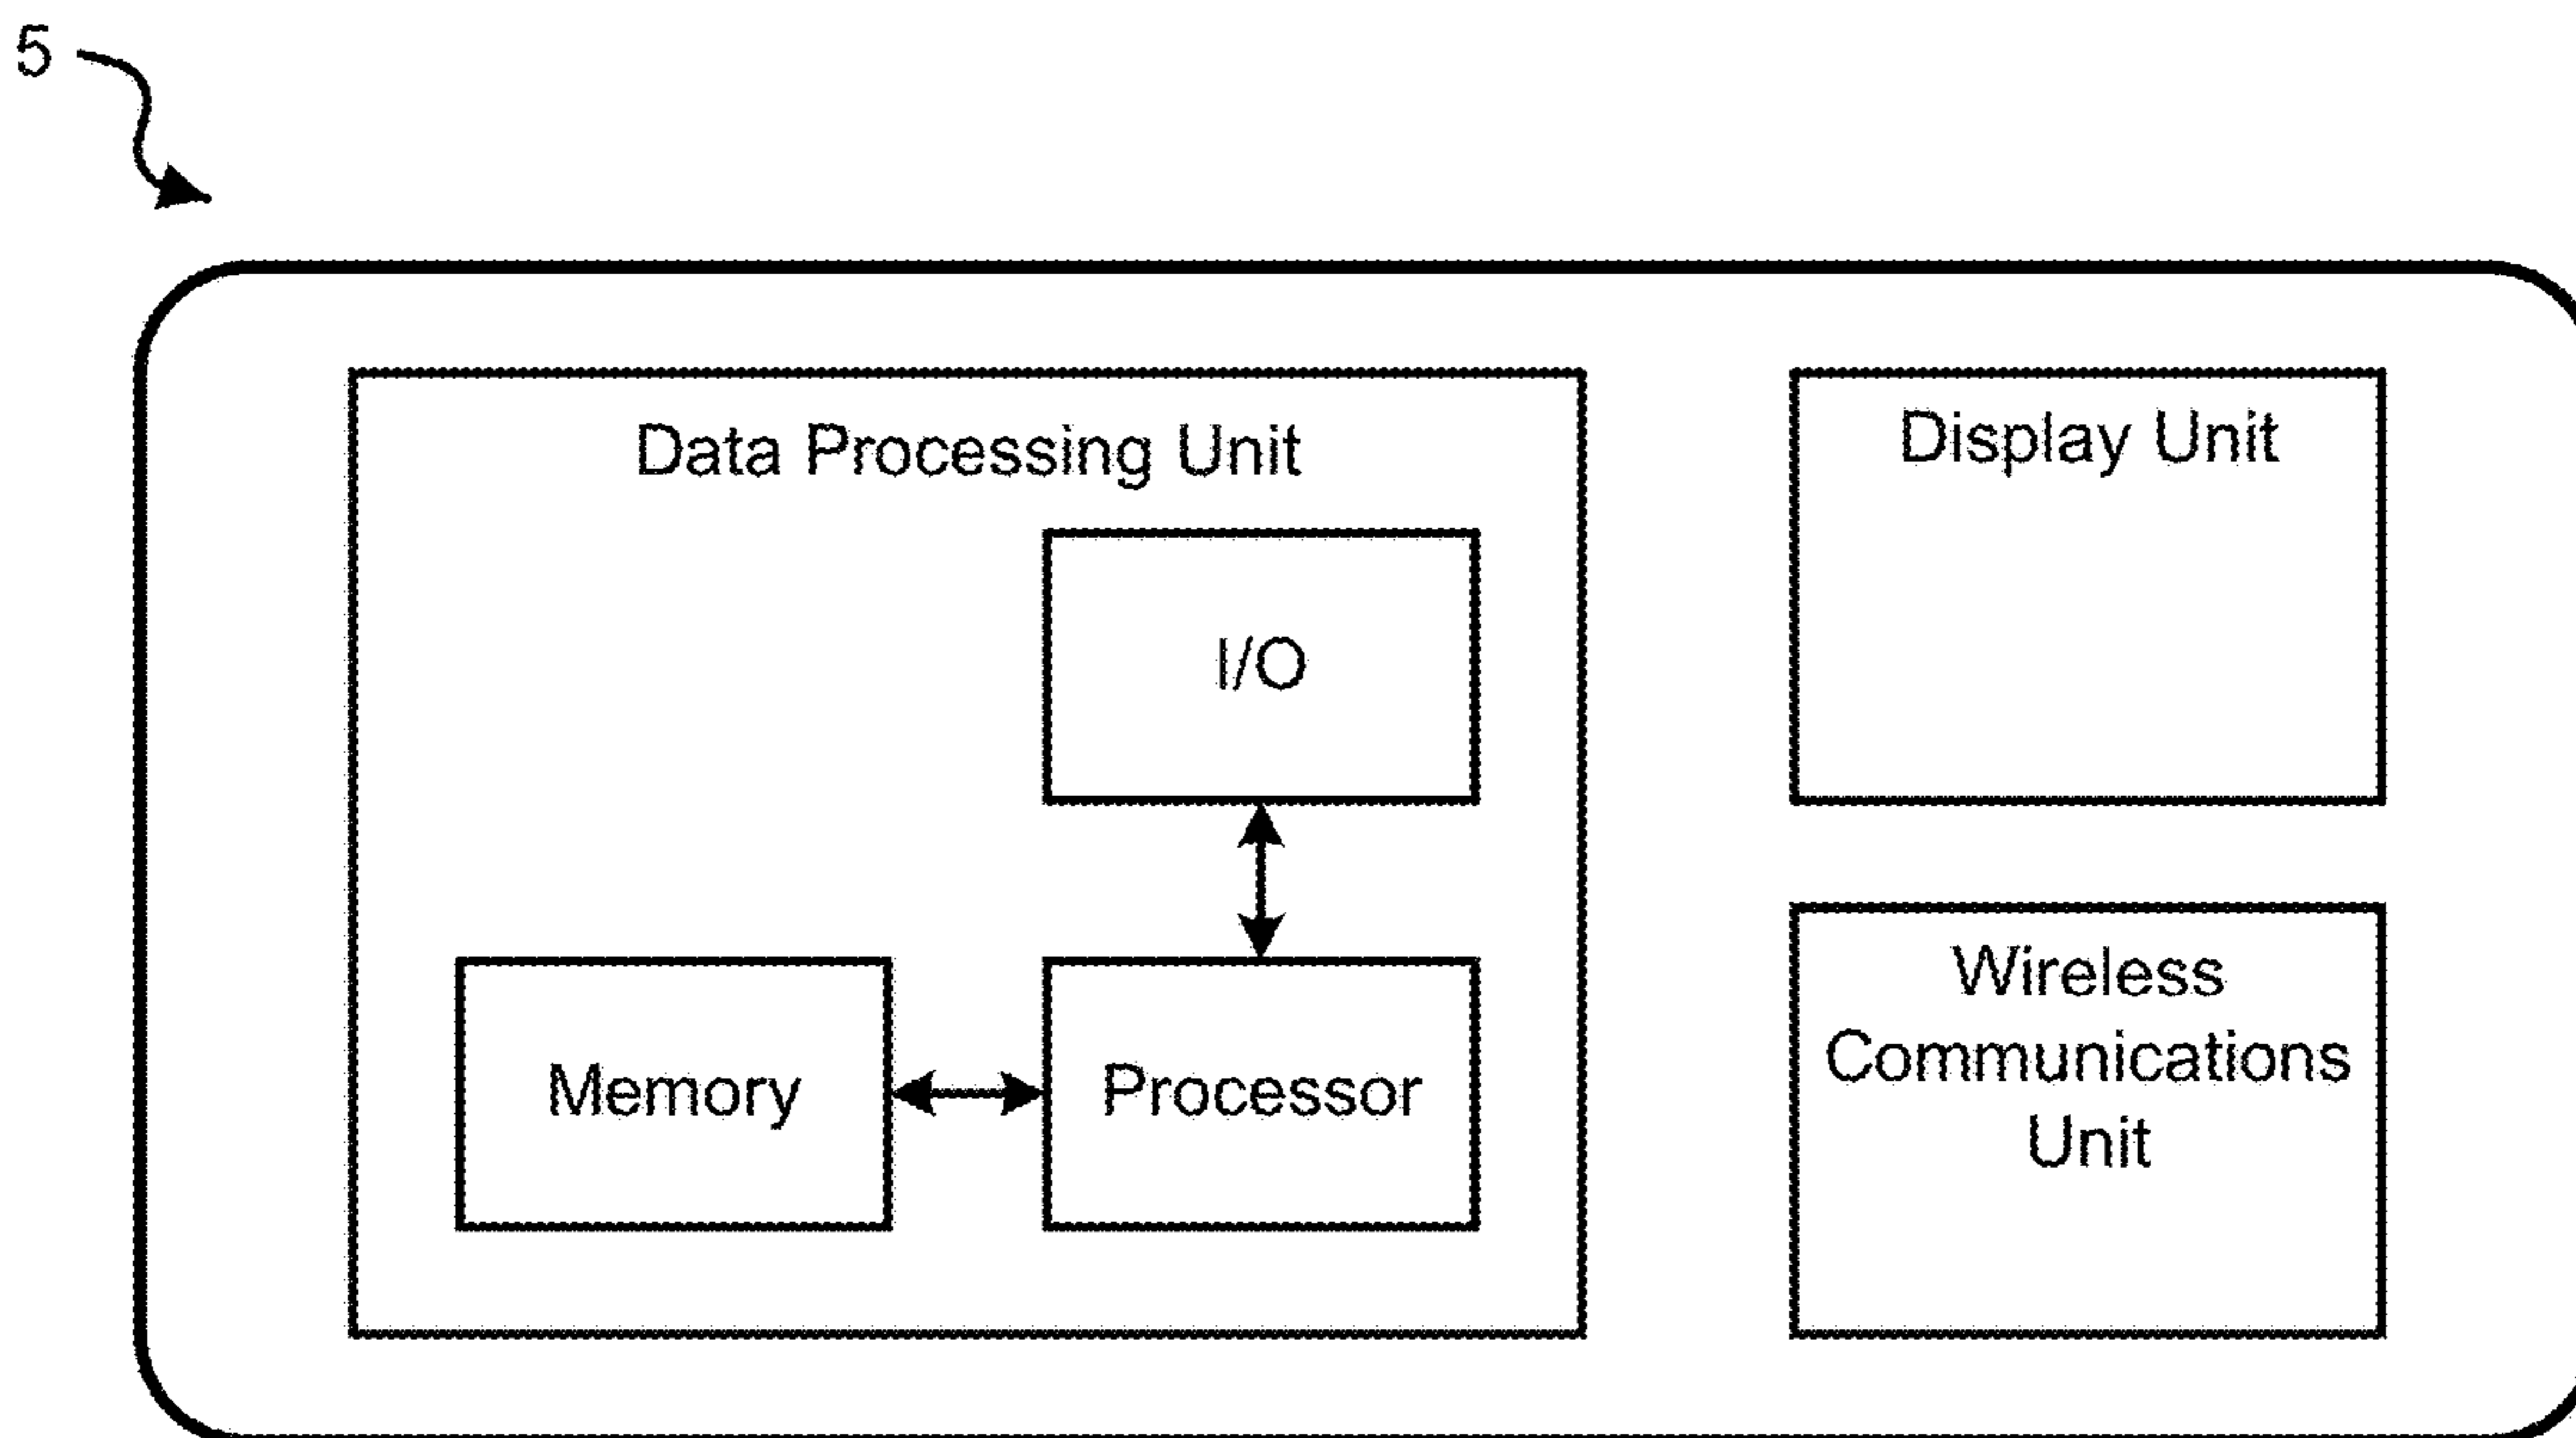 5
Data Processing Unit
I/O
Memory
Processor
Display Unit
Wireless
Communications
Unit